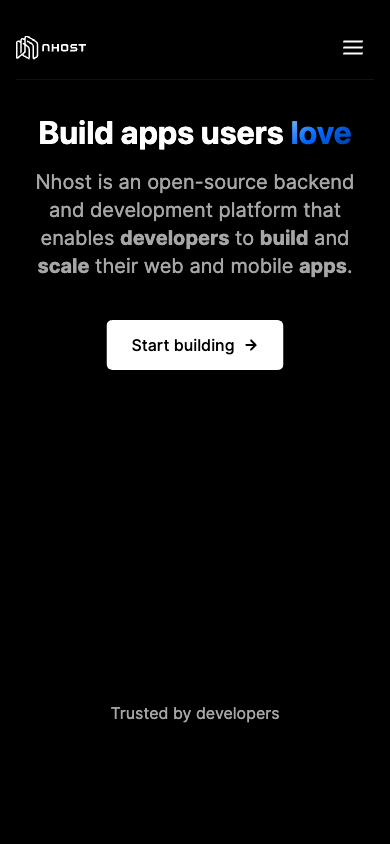 nHOST
Build apps users love
Nhost is an open-source backend
and development platform that
enables developers to build and
scale their web and mobile apps.
Start building →
Trusted by developers